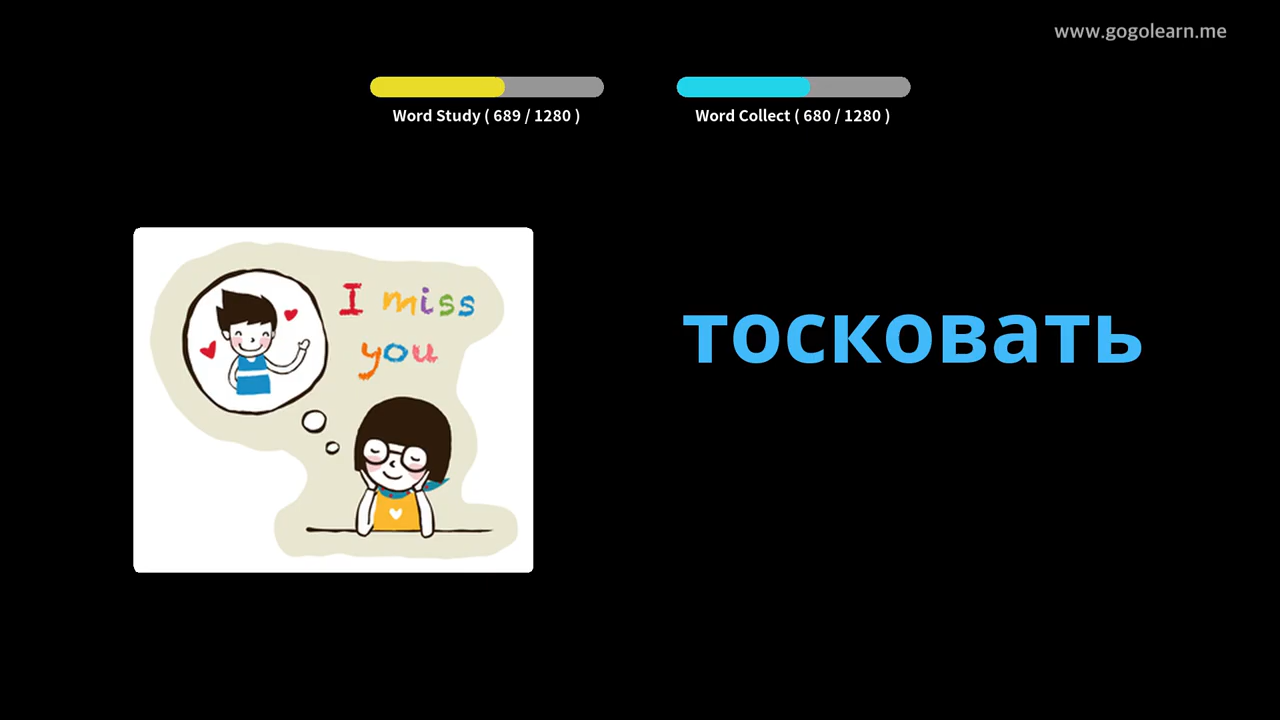 www.gogolearn.me
Word Study ( 689 / 1280 )
Word Collect ( 680 / 1280 )
I miss
you
тосковать